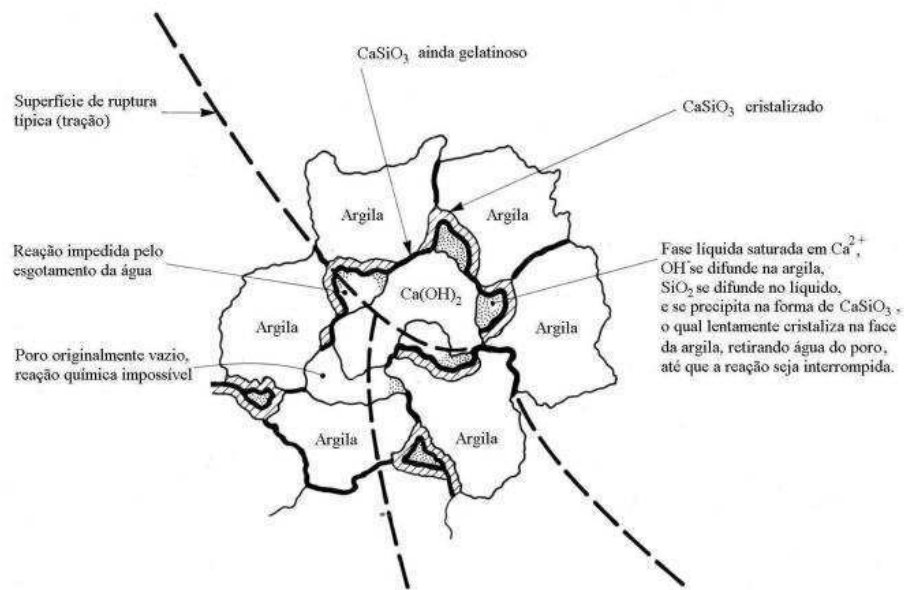 CaSiO3 ainda gelatinoso
Superfície de ruptura
típica (tração)
CaSiO3 cristalizado
Argila
Argila
Reação impedida pelo
esgotamento da água
Ca(OH)2
Fase líquida saturada em Ca2+,
OH-se difunde na argila,
SiO2 se difunde no líquido,
e se precipita na forma de CaSiO3 ,
o qual lentamente cristaliza na face
da argila, retirando água do poro,
até que a reação seja interrompida.
Argila
Argila
Poro originalmente vazio,
reação química impossível
Argila
Argila